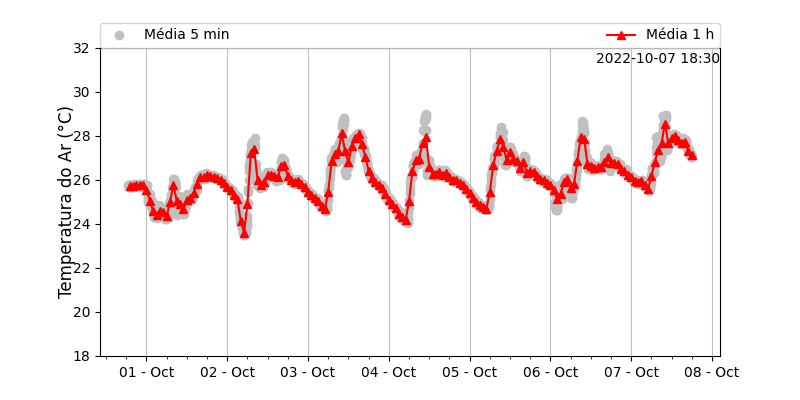 Média 5 min
Média 1 h
2022-10-07 18:30
Temperatura do Ar (°C)
32
30
28
26
24
22
20
18
01 - Oct
02 - Oct
03 - Oct
04 - Oct
05 - Oct
06 - Oct
07 - Oct
08 - Oct